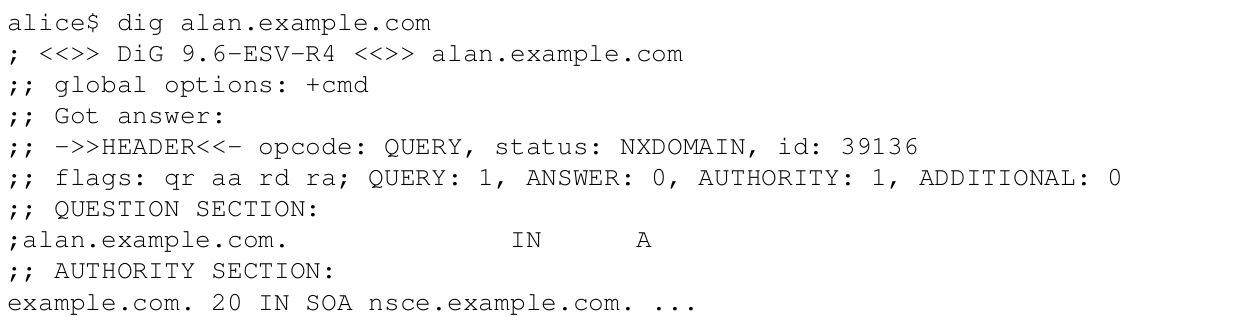 alice$ dig alan.example.com
; <<>> DiG 9.6-ESV-R4 <<>> alan.example.com
;; global options: +cmd
;; Got answer:
;; ->>HEADER<<- opcode: QUERY, status: NXDOMAIN, id: 39136
;; flags: qr aa rd ra; QUERY: 1, ANSWER: 0, AUTHORITY: 1, ADDITIONAL: 0
;; QUESTION SECTION:
;alan.example.com.               IN      A
;; AUTHORITY SECTION:
example.com. 20 IN SOA nsce.example.com. ...